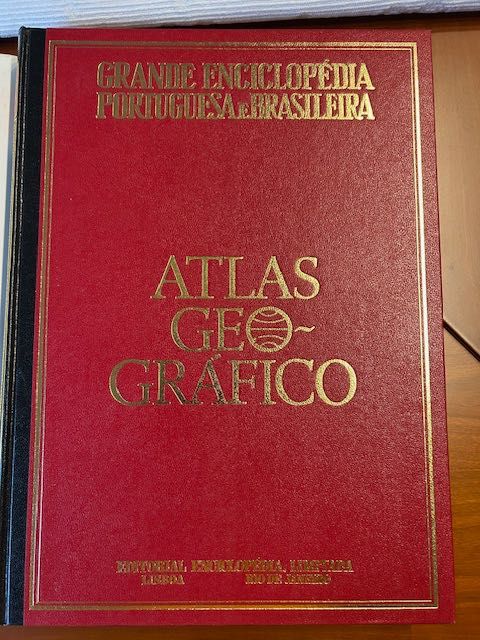 GRANDE ENCICLOPÉDIA
PORTUGUESA E BRASILEIRA
ATLAS
GEO-
GRÁFICO
EDITORIAL ENCICLOPÉDIA, LIMITADA
LISBOA RIO DE JANEIRO